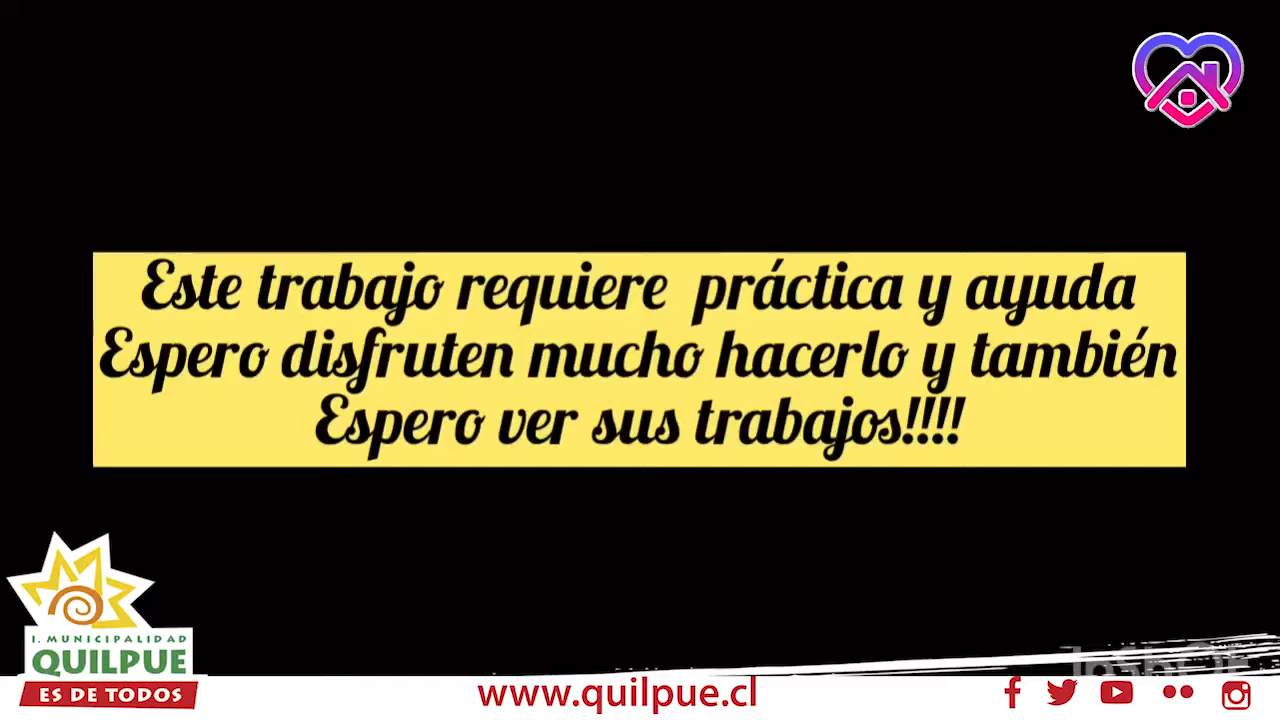 Este trabajo requiere práctica y ayuda
Espero disfruten mucho hacerlo y también
Espero ver sus trabajos!!!!
I. MUNICIPALIDAD
QUILPUE
ES DE TODOS
www.quilpue.cl